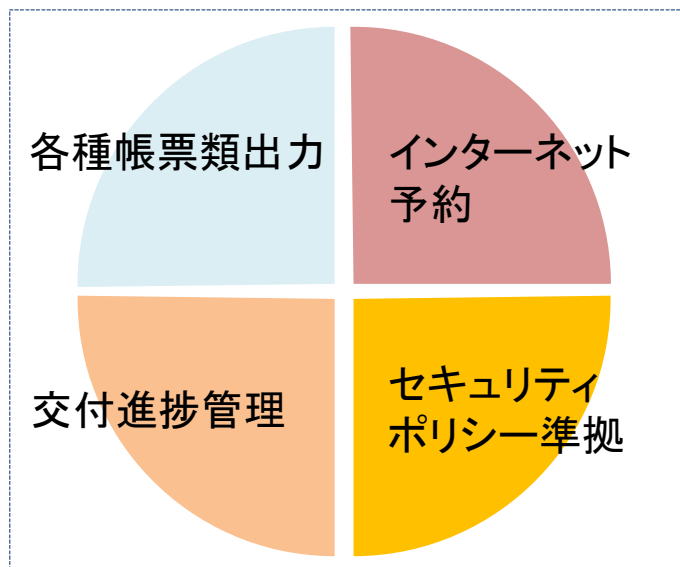 各種帳票類出力
インターネット
予約
交付進捗管理
セキュリティ
ポリシー準拠